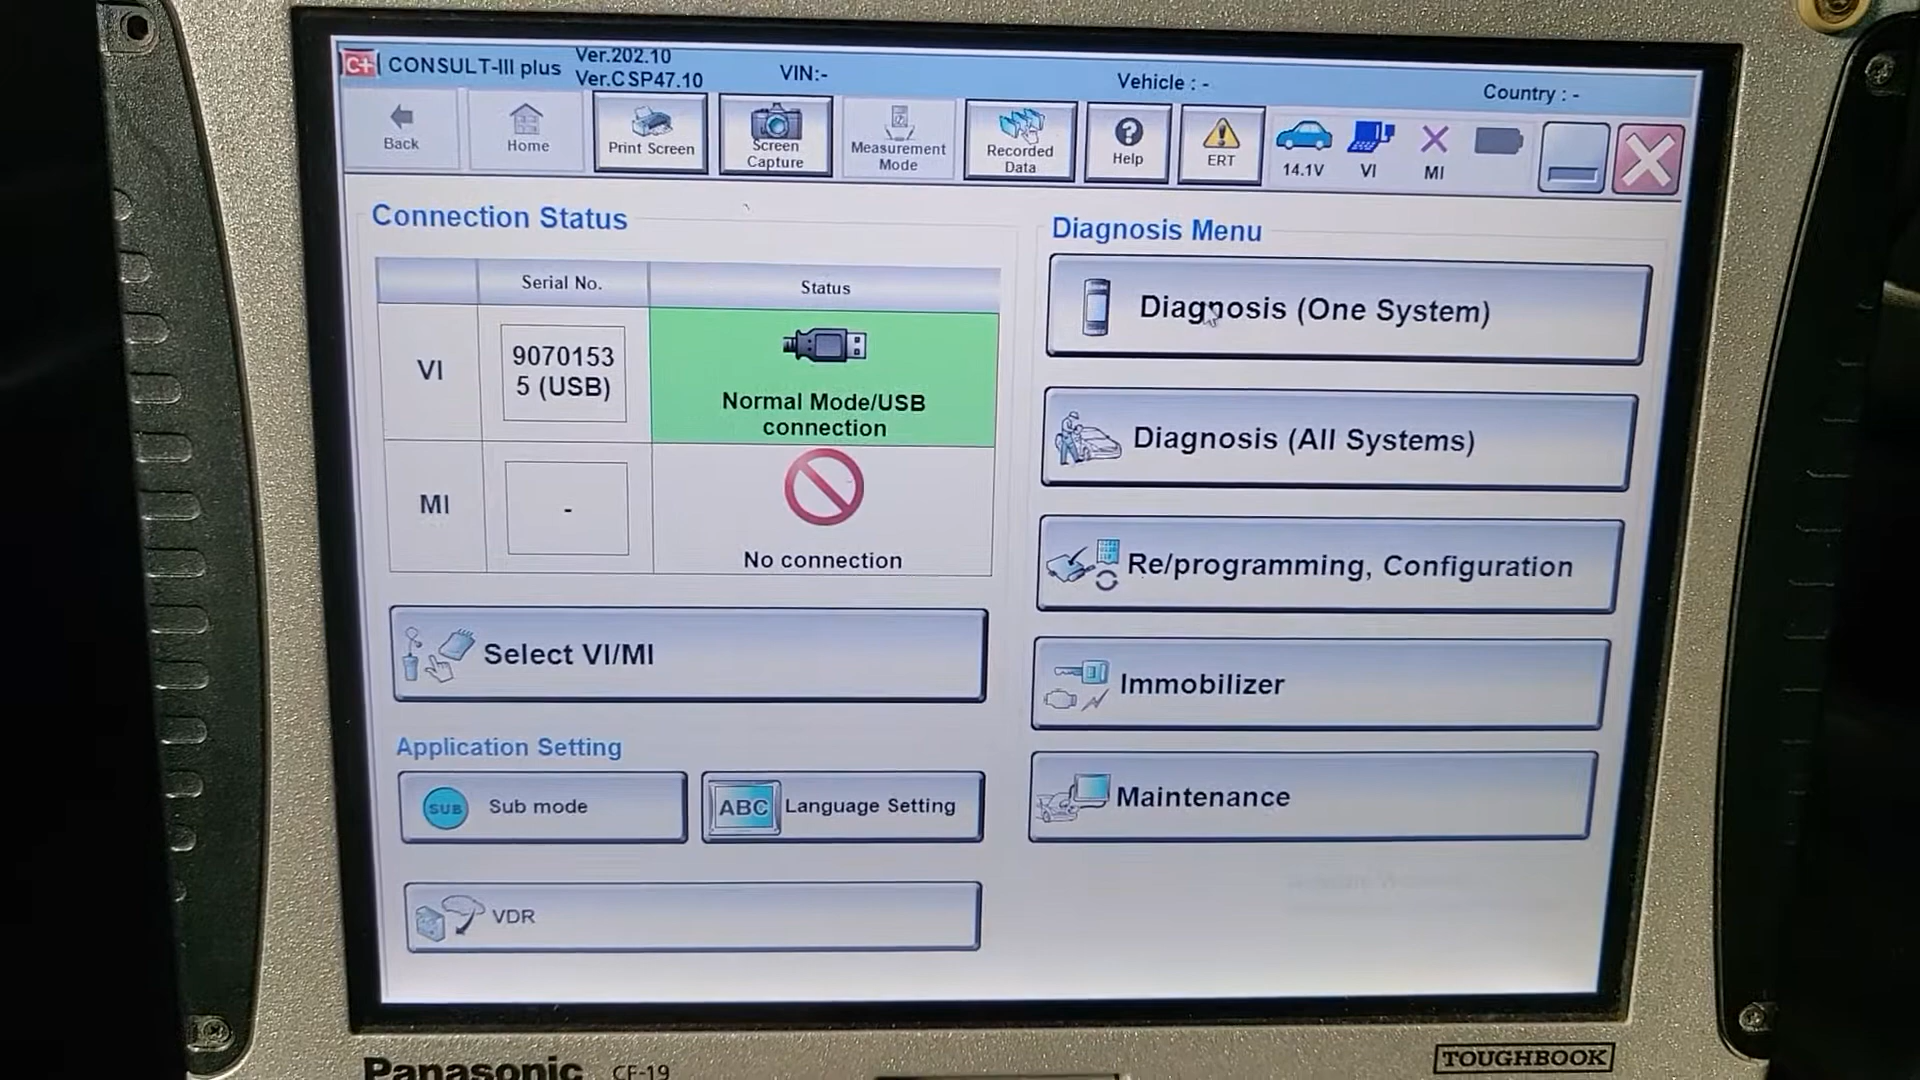 C+ CONSULT-III plus
Ver.202.10
Ver.CSP47.10
VIN:-
Vehicle : -
Country : -
Back
Home
Print Screen
Screen
Capture
Measurement
Mode
Recorded
Data
Help
ERT
14.1V
VI
MI
Connection Status
Serial No.
Status
VI
9070153
5 (USB)
Normal Mode/USB
connection
MI
-
No connection
Select VI/MI
Application Setting
SUB
Sub mode
ABC
Language Setting
VDR
Diagnosis Menu
Diagnosis (One System)
Diagnosis (All Systems)
Re/programming, Configuration
Immobilizer
Maintenance
Panasonic CF-19
TOUGHBOOK